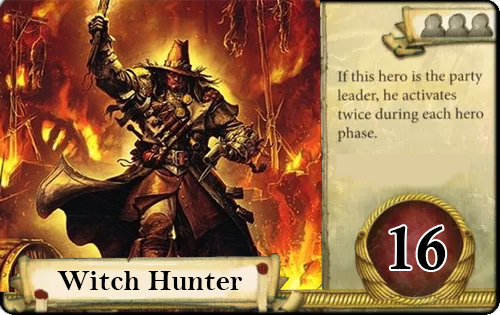 If this hero is the party
leader, he activates
twice during each hero
phase.
16
Witch Hunter